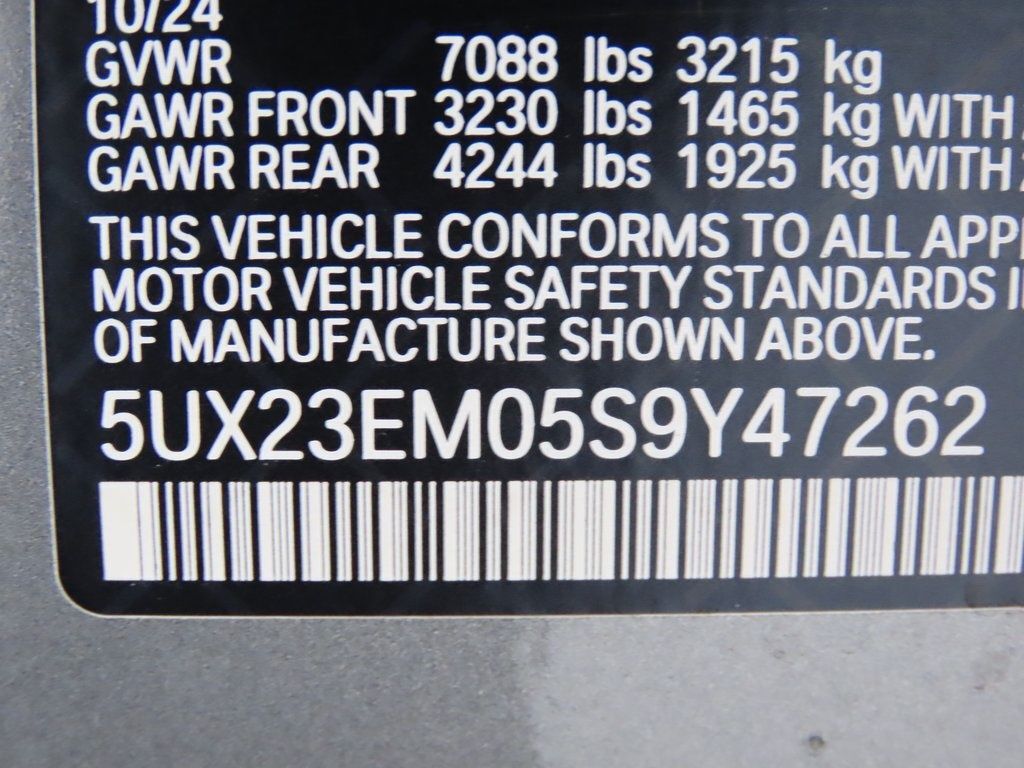 10/24
GVWR 7088 lbs 3215 kg
GAWR FRONT 3230 lbs 1465 kg WITH
GAWR REAR 4244 lbs 1925 kg WITH
THIS VEHICLE CONFORMS TO ALL APP
MOTOR VEHICLE SAFETY STANDARDS
OF MANUFACTURE SHOWN ABOVE.
5UX23EM05S9Y47262